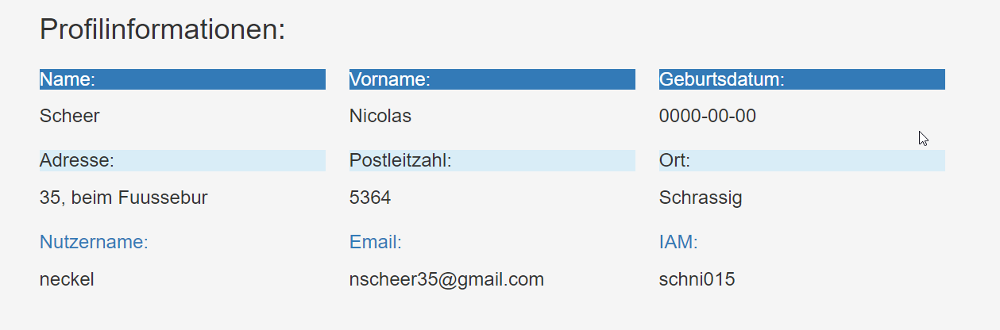 Profilinformationen:
Name: Vorname: Geburtsdatum:
Scheer Nicolas 0000-00-00
Adresse: Postleitzahl: Ort:
35, beim Fuussebur 5364 Schrassig
Nutzername: Email: IAM:
neckel nscheer35@gmail.com schni015